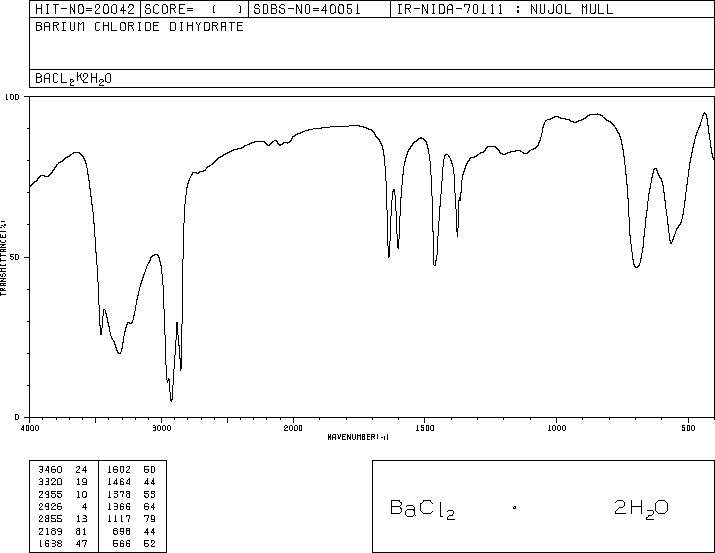 HIT-NO=20042 SCORE= ( ) SDBS-NO=40051 IR-NIDA-70111 : NUJOL MULL
BARIUM CHLORIDE DIHYDRATE
BACL2*2H2O
100
50
0
TRANSMITTANCE(%)
4000 3000 2000 1500 1000 500
WAVENUMBER(-1)
3460 24 1602 50
3320 19 1464 44
2955 10 1378 55
2926 4 1366 64
2855 13 1117 79
2189 81 698 44
1638 47 566 52
BaCl2 · 2H2O